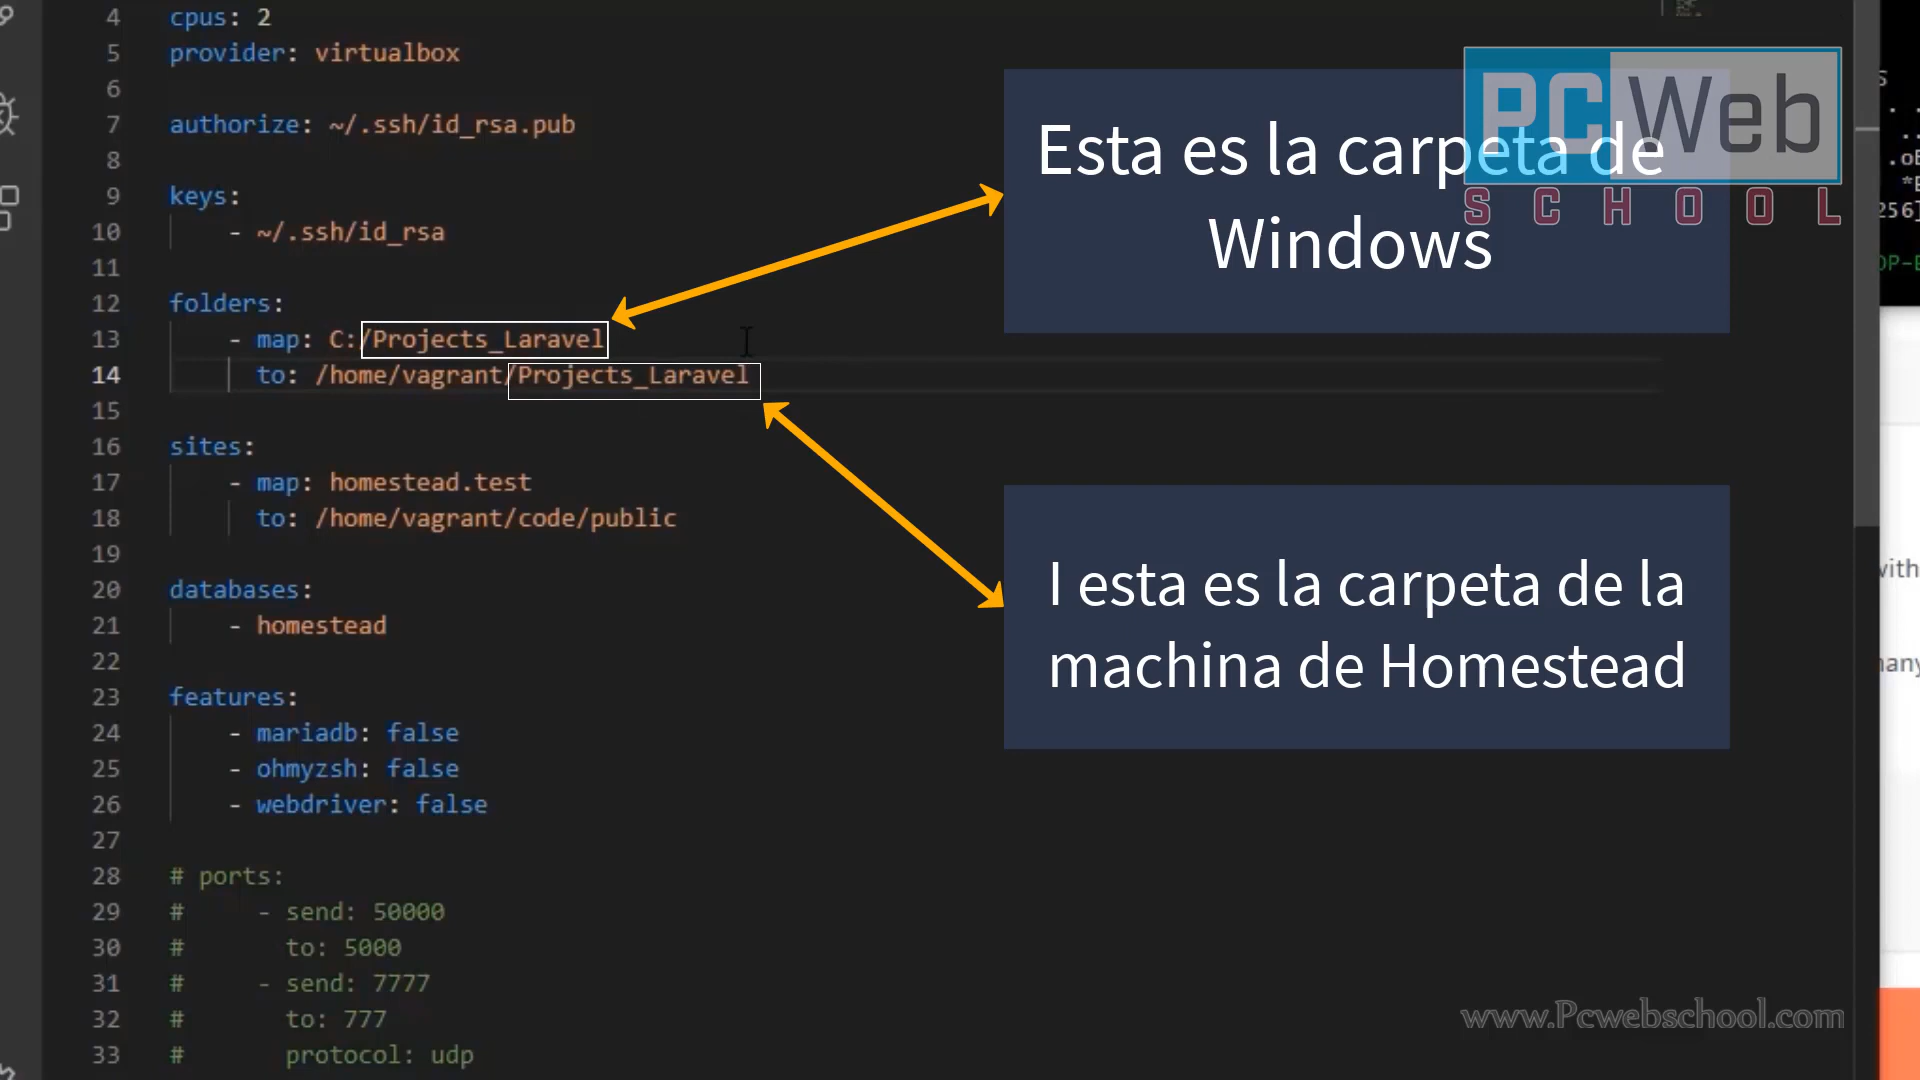 4 cpus: 2
5 provider: virtualbox
6
7 authorize: ~/.ssh/id_rsa.pub
8
9 keys:
10 - ~/.ssh/id_rsa
11
12 folders:
13 - map: C:/Projects_Laravel
14 to: /home/vagrant/Projects_Laravel
15
16 sites:
17 - map: homestead.test
18 to: /home/vagrant/code/public
19
20 databases:
21 - homestead
22
23 features:
24 - mariadb: false
25 - ohmyzsh: false
26 - webdriver: false
27
28 # ports:
29 # - send: 50000
30 # to: 5000
31 # - send: 7777
32 # to: 777
33 # protocol: udp
Esta es la carpeta de
Windows
I esta es la carpeta de la
machina de Homestead
PCWeb
SCHOOL
www.Pcwebschool.com